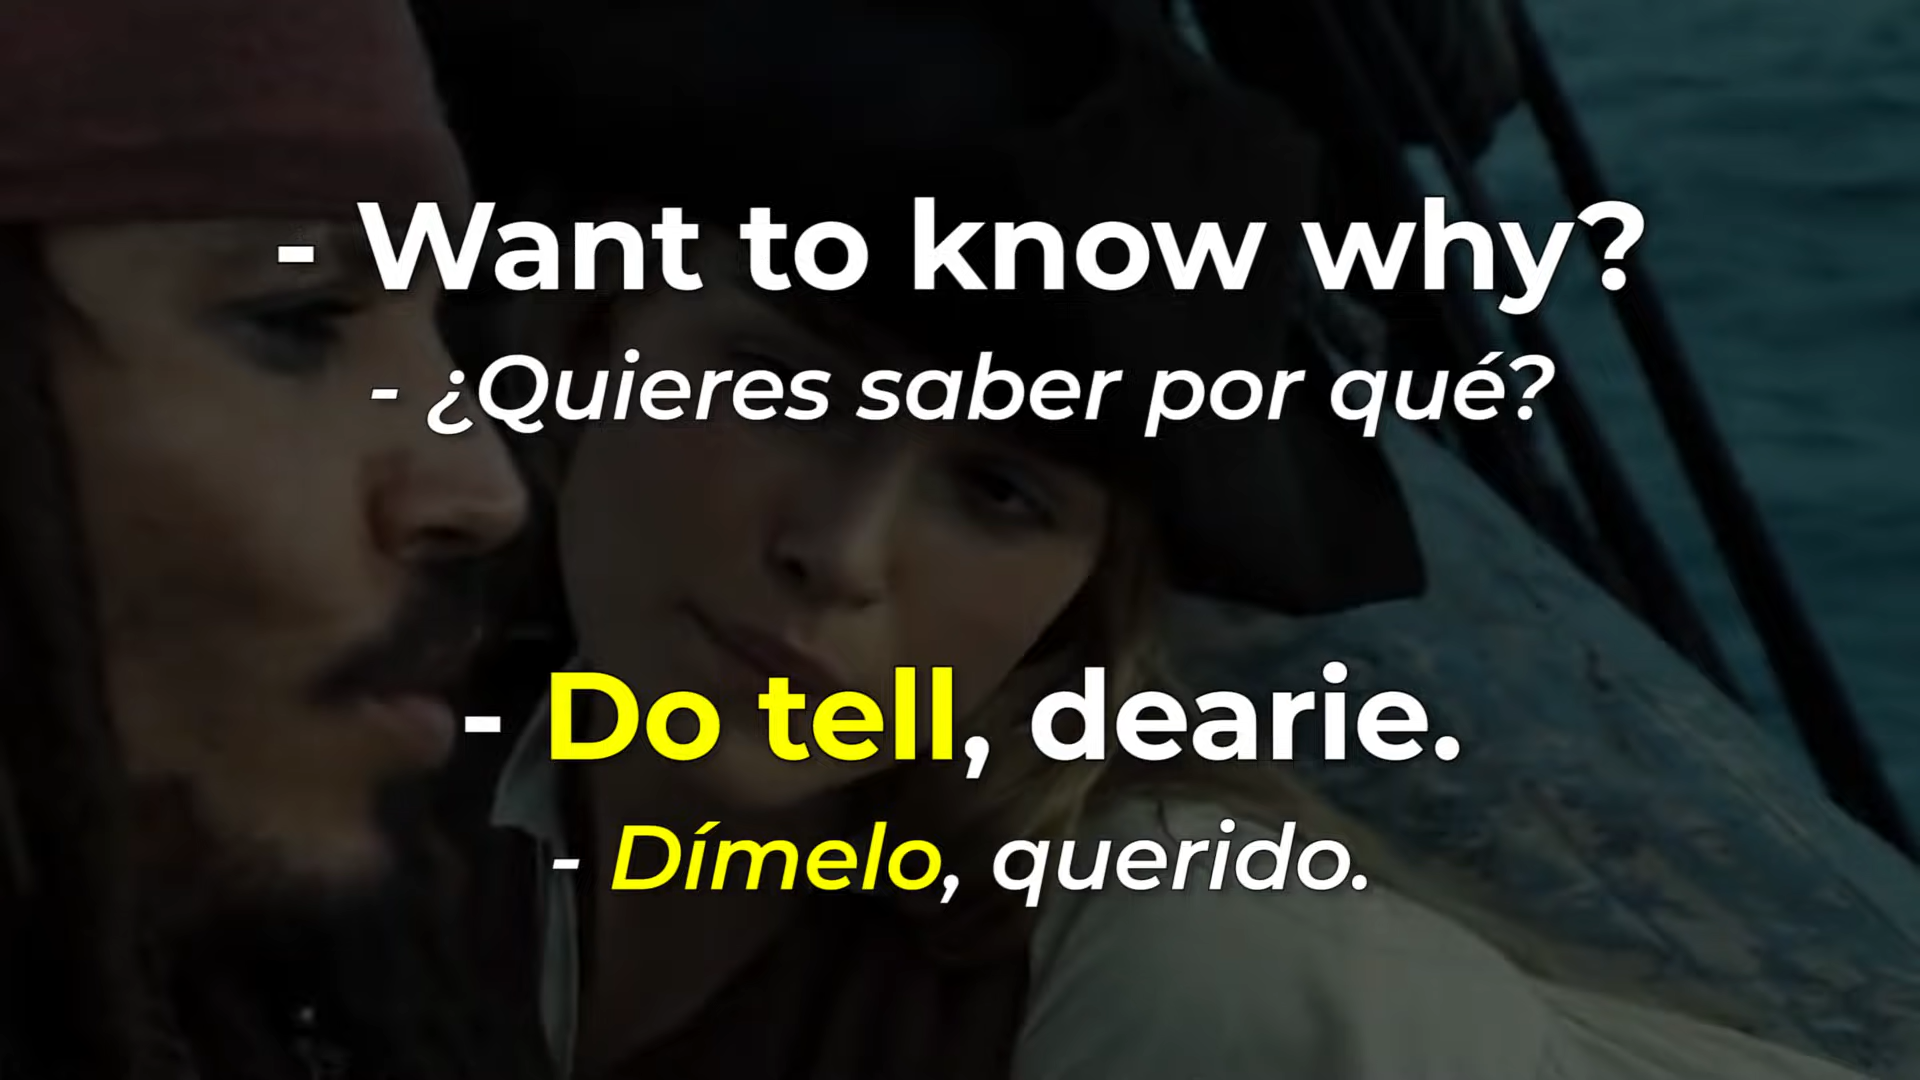 - Want to know why?
- ¿Quieres saber por qué?
- Do tell, dearie.
- Dímelo, querido.